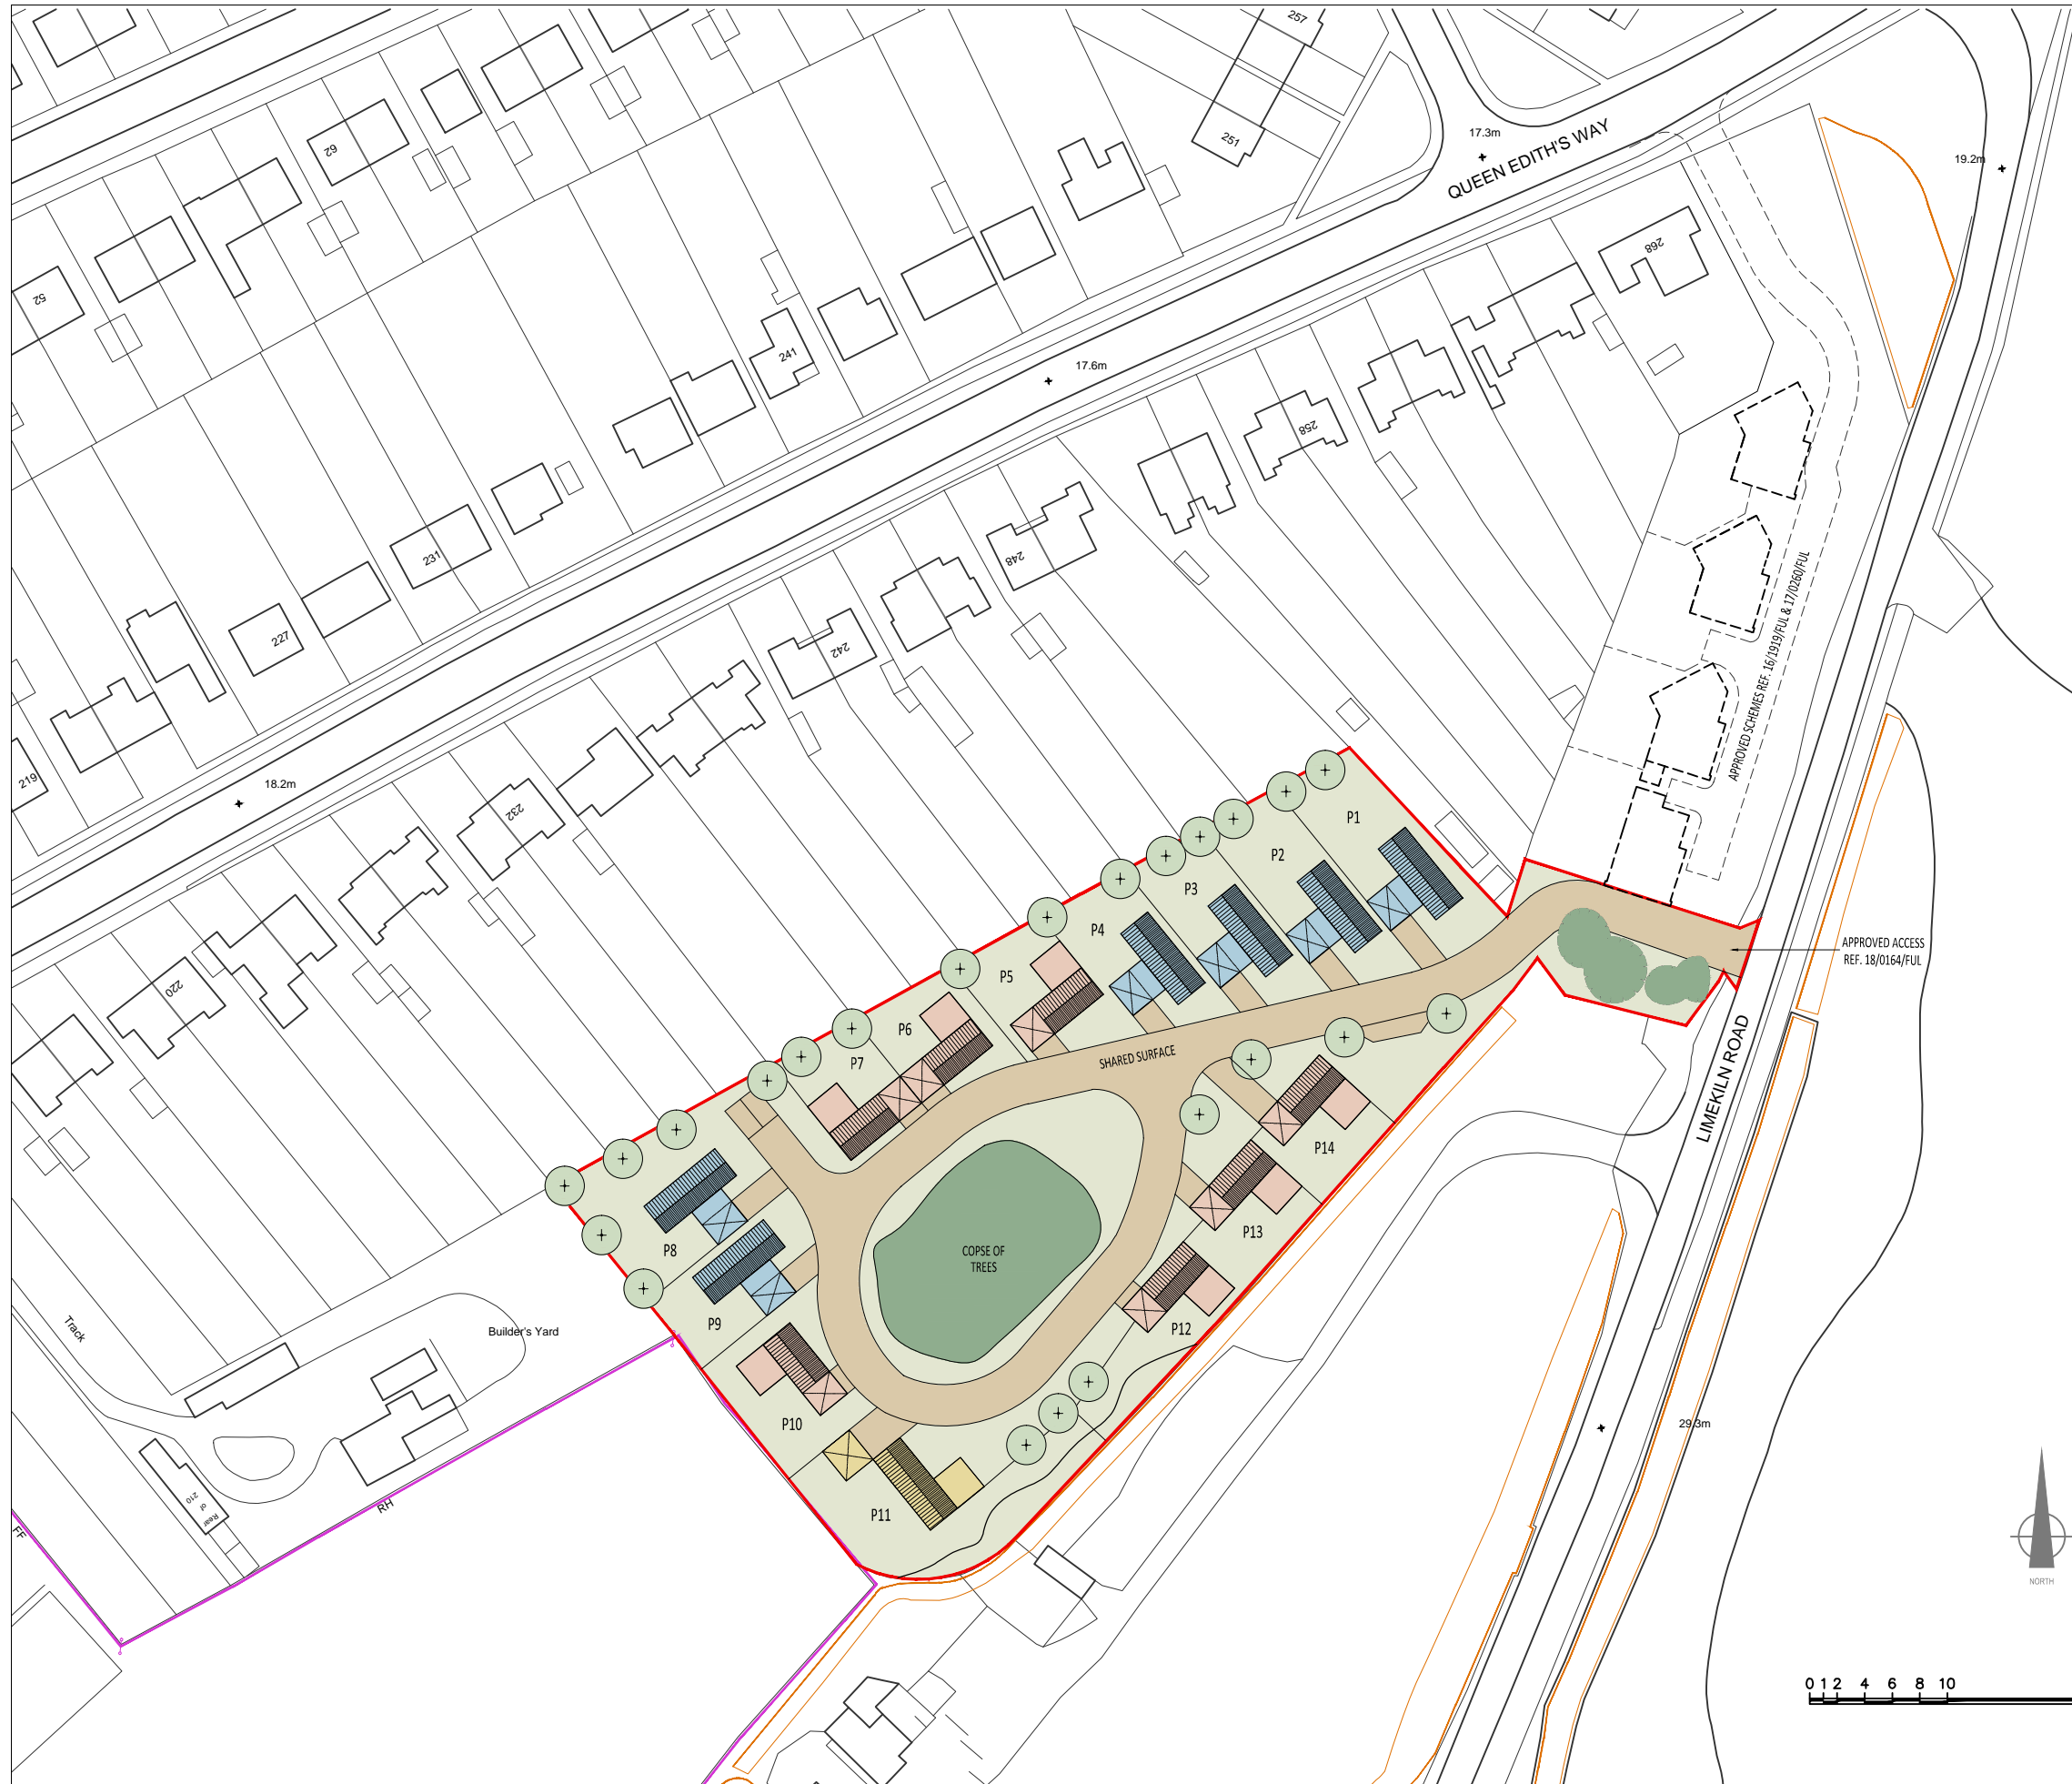 257
251
17.3m
QUEEN EDITH'S WAY
19.2m
62
52
268
241
17.6m
258
231
248
227
242
219
18.2m
232
220
APPROVED SCHEMES REF. 16/1919/FUL & 17/0260/FUL
P1
P2
P3
P4
P5
P6
P7
P8
P9
P10
P11
P12
P13
P14
SHARED SURFACE
COPSE OF
TREES
APPROVED ACCESS
REF. 18/0164/FUL
LIMEKILN ROAD
Track
Builder's Yard
Rear
of
210
RH
FF
29.3m
NORTH
0 1 2 4 6 8 10